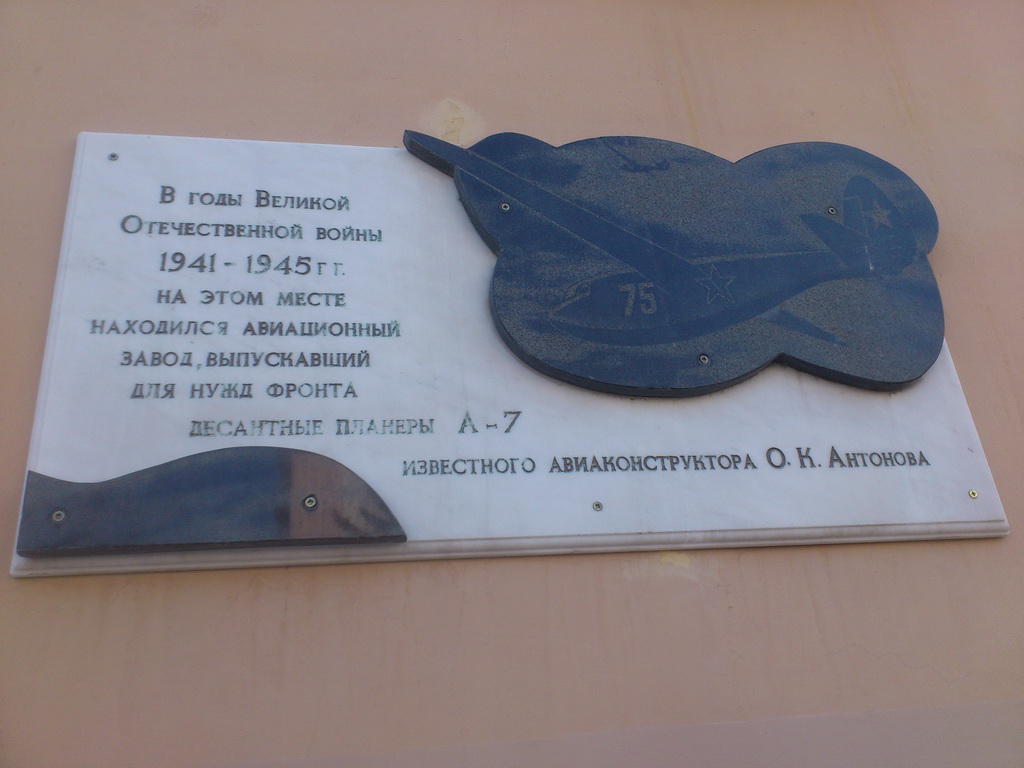 В годы Великой
Отечественной войны
1941 - 1945 г г.
на этом месте
находился авиационный
завод, выпускавший
для нужд фронта
десантные планеры А-7
известного авиаконструктора О. К. Антонова
75